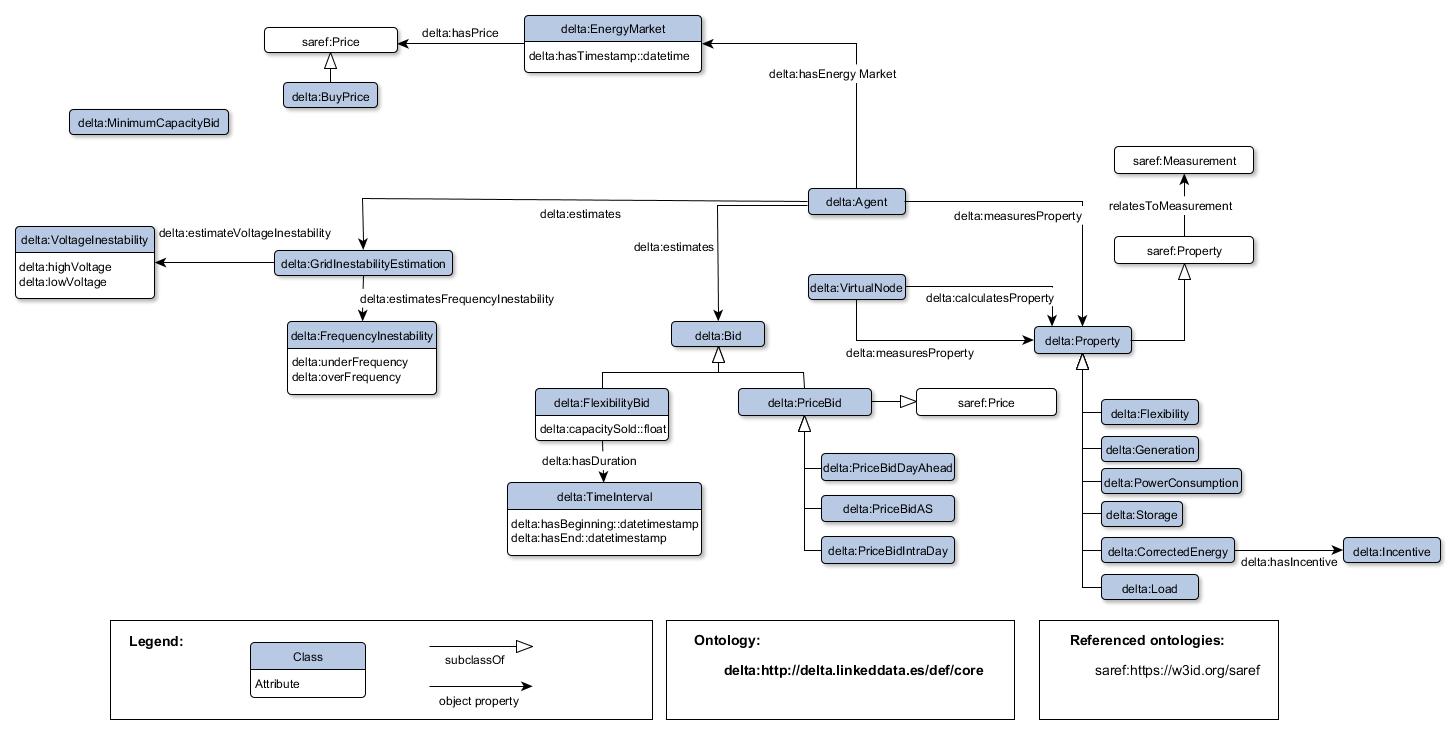 saref:Price
delta:hasPrice
delta:EnergyMarket
delta:hasTimestamp::datetime
delta:hasEnergy Market
delta:BuyPrice
delta:MinimumCapacityBid
saref:Measurement
relatesToMeasurement
saref:Property
delta:Agent
delta:estimates
delta:measuresProperty
delta:estimates
delta:VoltageInestability
delta:highVoltage
delta:lowVoltage
delta:estimateVoltageInestability
delta:GridInestabilityEstimation
delta:estimatesFrequencyInestability
delta:FrequencyInestability
delta:underFrequency
delta:overFrequency
delta:VirtualNode
delta:calculatesProperty
delta:measuresProperty
delta:Property
delta:Bid
delta:FlexibilityBid
delta:capacitySold::float
delta:hasDuration
delta:TimeInterval
delta:hasBeginning::datetimestamp
delta:hasEnd::datetimestamp
delta:PriceBid
saref:Price
delta:PriceBidDayAhead
delta:PriceBidAS
delta:PriceBidIntraDay
delta:Flexibility
delta:Generation
delta:PowerConsumption
delta:Storage
delta:CorrectedEnergy
delta:hasIncentive
delta:Incentive
delta:Load
Legend:
Class
Attribute
subclassOf
object property
Ontology:
delta:http://delta.linkeddata.es/def/core
Referenced ontologies:
saref:https://w3id.org/saref